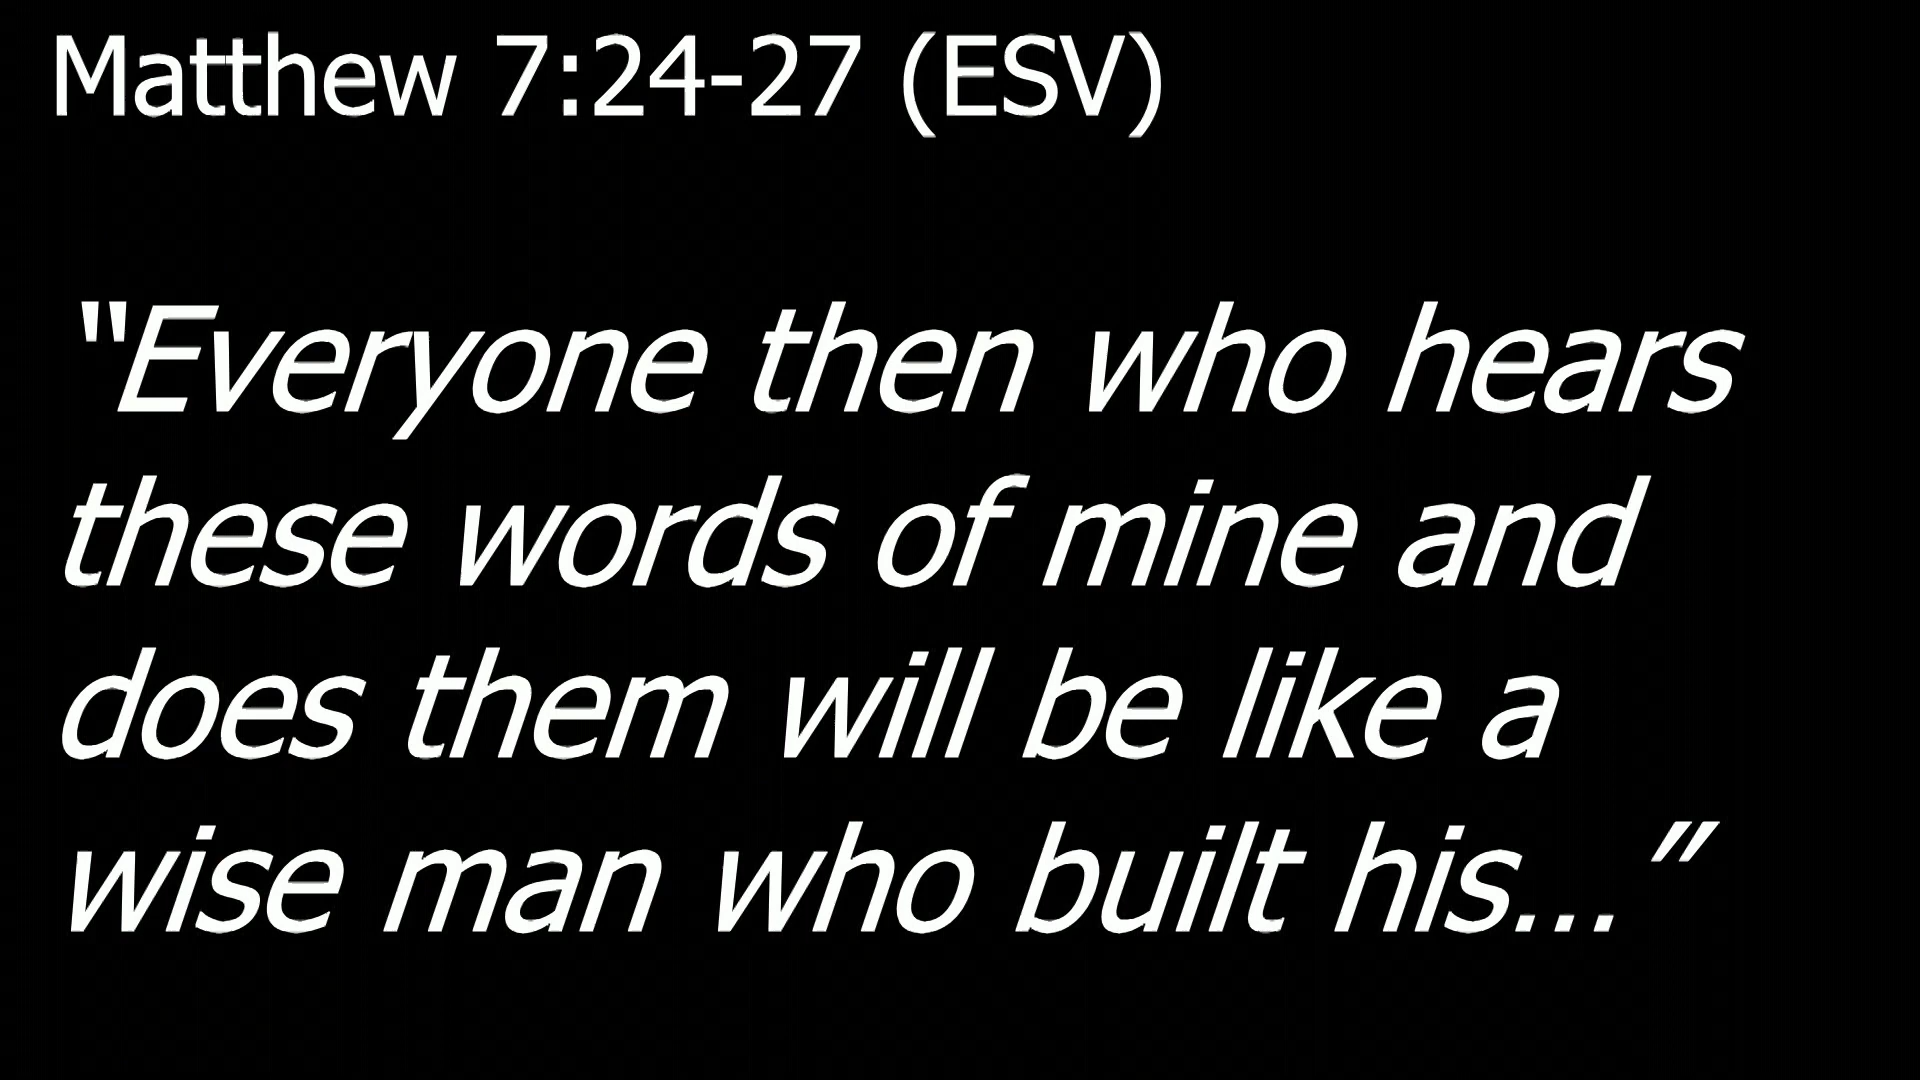 Matthew 7:24-27 (ESV)
“Everyone then who hears
these words of mine and
does them will be like a
wise man who built his...”